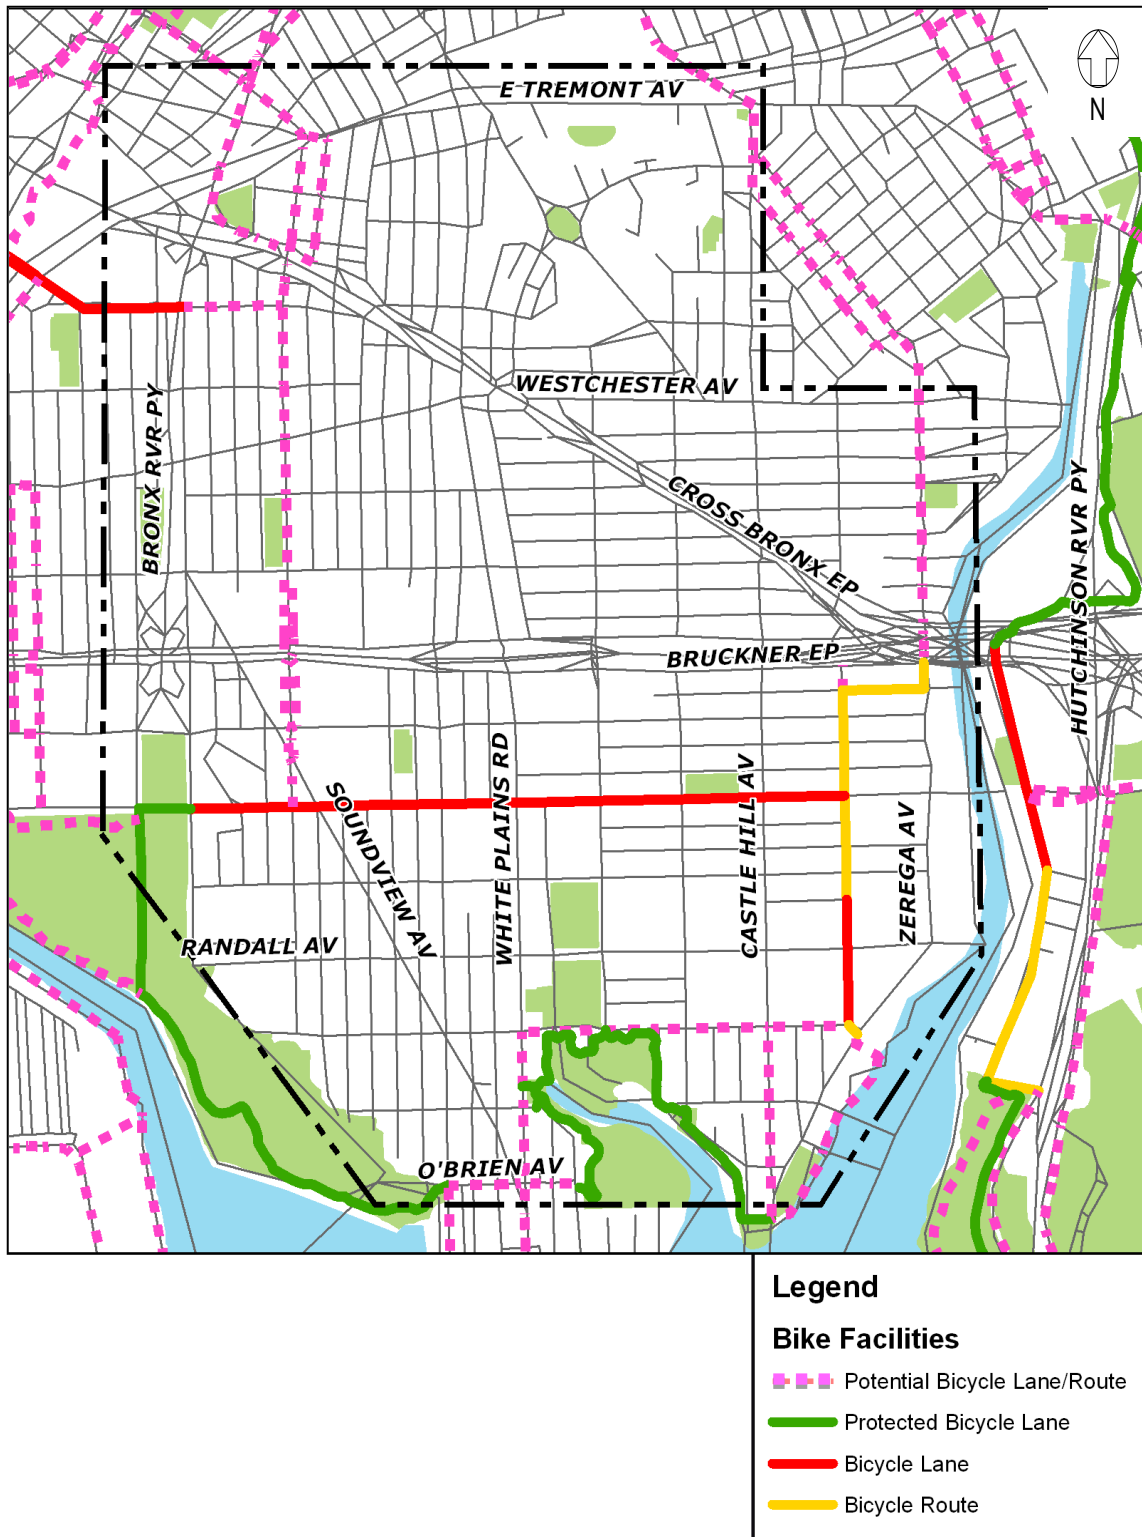 N
E TREMONT AV
WESTCHESTER AV
BRONX RVR PY
CROSS BRONX EP
HUTCHINSON RVR PY
BRUCKNER EP
SOUNDVIEW AV
WHITE PLAINS RD
CASTLE HILL AV
ZEREGA AV
RANDALL AV
O'BRIEN AV
Legend
Bike Facilities
Potential Bicycle Lane/Route
Protected Bicycle Lane
Bicycle Lane
Bicycle Route